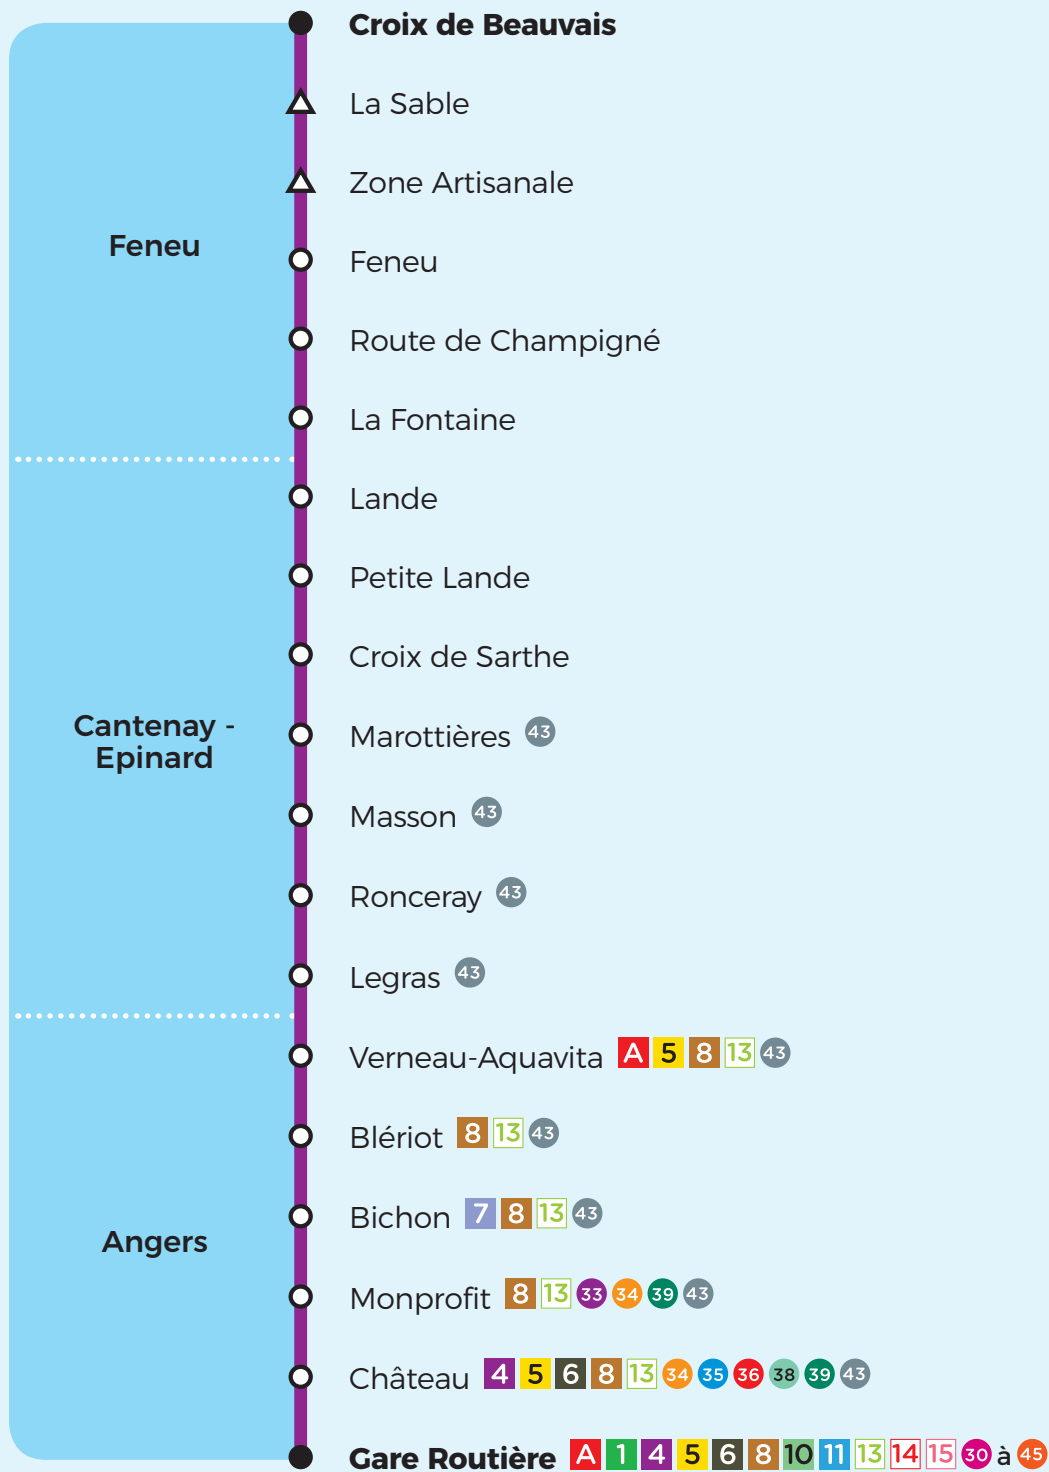 Croix de Beauvais
La Sable
Zone Artisanale
Feneu
Feneu
Route de Champigné
La Fontaine
Lande
Petite Lande
Croix de Sarthe
Cantenay -
Epinard
Marottières 43
Masson 43
Ronceray 43
Legras 43
Verneau-Aquavita A 5 8 13 43
Blériot 8 13 43
Bichon 7 8 13 43
Angers
Monprofit 8 13 33 34 39 43
Château 4 5 6 8 13 34 35 36 38 39 43
Gare Routière A 1 4 5 6 8 10 11 13 14 15 30 à 45